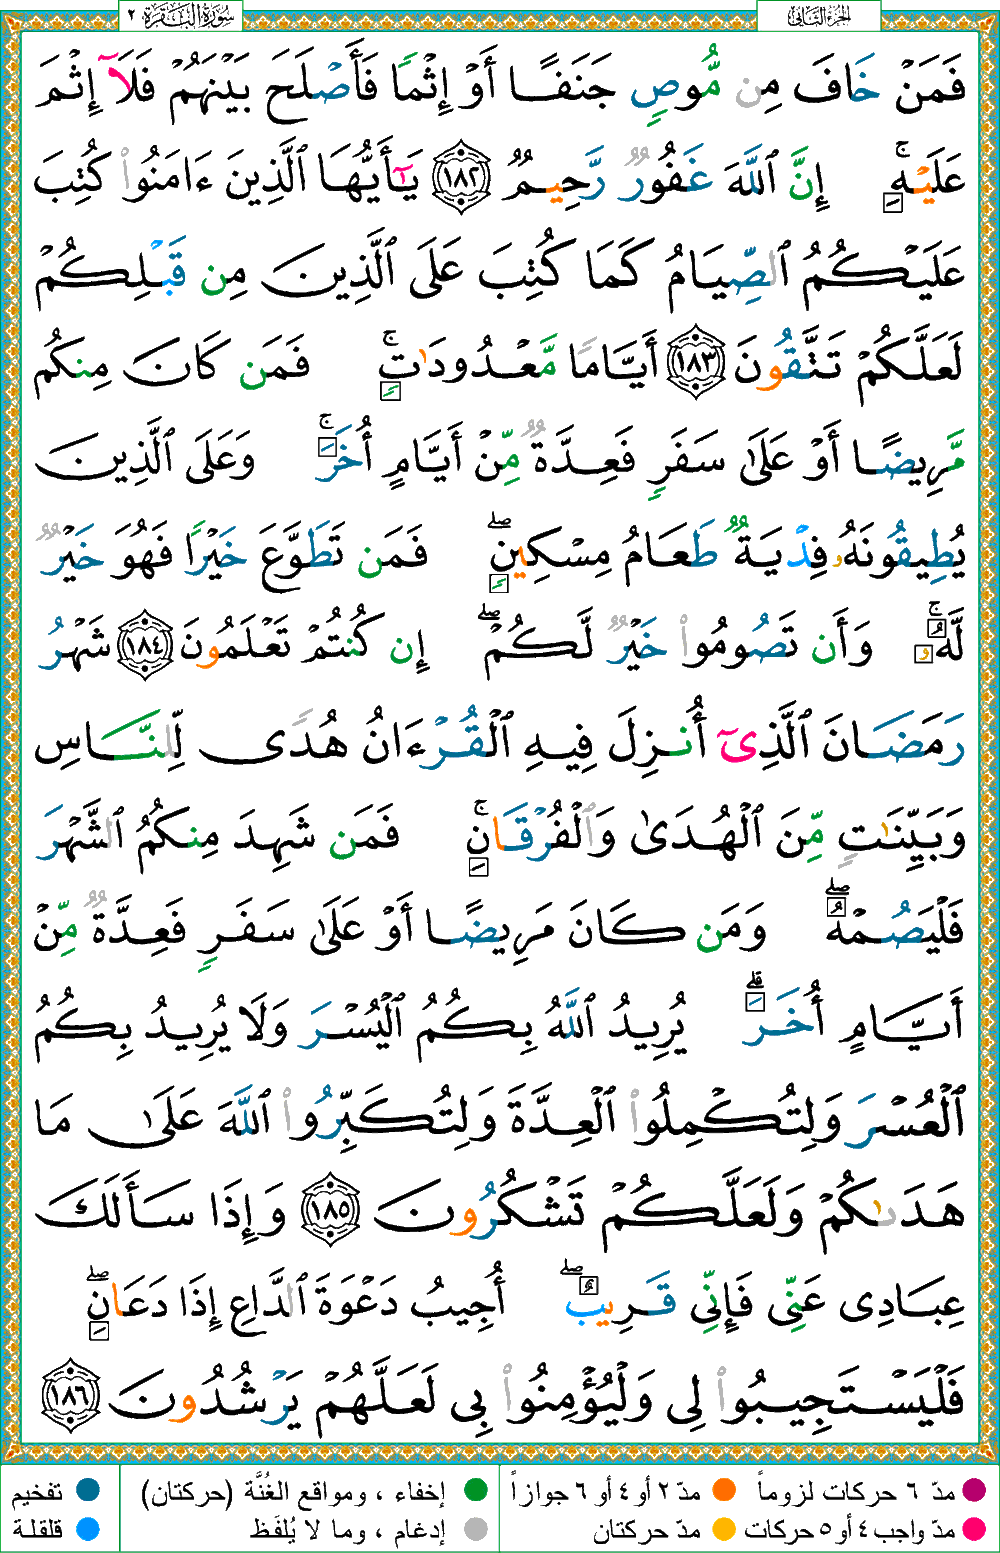 الجزء الثاني
سورة البقرة ٢
فَمَنْ خَافَ مِن مُّوصٍ جَنَفًا أَوْ إِثْمًا فَأَصْلَحَ بَيْنَهُمْ فَلَآ إِثْمَ
عَلَيْهِ ۚ إِنَّ ٱللَّهَ غَفُورٌ رَّحِيمٌ ١٨٢ يَـٰٓأَيُّهَا ٱلَّذِينَ ءَامَنُوا۟ كُتِبَ
عَلَيْكُمُ ٱلصِّيَامُ كَمَا كُتِبَ عَلَى ٱلَّذِينَ مِن قَبْلِكُمْ
لَعَلَّكُمْ تَتَّقُونَ ١٨٣ أَيَّامًا مَّعْدُودَٰتٍ ۚ فَمَن كَانَ مِنكُم
مَّرِيضًا أَوْ عَلَىٰ سَفَرٍ فَعِدَّةٌ مِّنْ أَيَّامٍ أُخَرَ ۚ وَعَلَى ٱلَّذِينَ
يُطِيقُونَهُۥ فِدْيَةٌ طَعَامُ مِسْكِينٍ ۖ فَمَن تَطَوَّعَ خَيْرًا فَهُوَ خَيْرٌ
لَّهُۥ ۚ وَأَن تَصُومُوا۟ خَيْرٌ لَّكُمْ ۖ إِن كُنتُمْ تَعْلَمُونَ ١٨٤ شَهْرُ
رَمَضَانَ ٱلَّذِىٓ أُنزِلَ فِيهِ ٱلْقُرْءَانُ هُدًى لِّلنَّاسِ
وَبَيِّنَـٰتٍ مِّنَ ٱلْهُدَىٰ وَٱلْفُرْقَانِ ۚ فَمَن شَهِدَ مِنكُمُ ٱلشَّهْرَ
فَلْيَصُمْهُ ۖ وَمَن كَانَ مَرِيضًا أَوْ عَلَىٰ سَفَرٍ فَعِدَّةٌ مِّنْ
أَيَّامٍ أُخَرَ ۗ يُرِيدُ ٱللَّهُ بِكُمُ ٱلْيُسْرَ وَلَا يُرِيدُ بِكُمُ
ٱلْعُسْرَ وَلِتُكْمِلُوا۟ ٱلْعِدَّةَ وَلِتُكَبِّرُوا۟ ٱللَّهَ عَلَىٰ مَا
هَدَىٰكُمْ وَلَعَلَّكُمْ تَشْكُرُونَ ١٨٥ وَإِذَا سَأَلَكَ
عِبَادِى عَنِّى فَإِنِّى قَرِيبٌ ۖ أُجِيبُ دَعْوَةَ ٱلدَّاعِ إِذَا دَعَانِ ۖ
فَلْيَسْتَجِيبُوا۟ لِى وَلْيُؤْمِنُوا۟ بِى لَعَلَّهُمْ يَرْشُدُونَ ١٨٦
مدّ ٦ حركات لزوماً مدّ ٢ أو ٤ أو ٦ جوازاً إخفاء ، ومواقع الغُنَّة (حركتان) تفخيم
مدّ واجب ٤ أو ٥ حركات مدّ حركتان إدغام ، وما لا يُلفَظ قلقلة